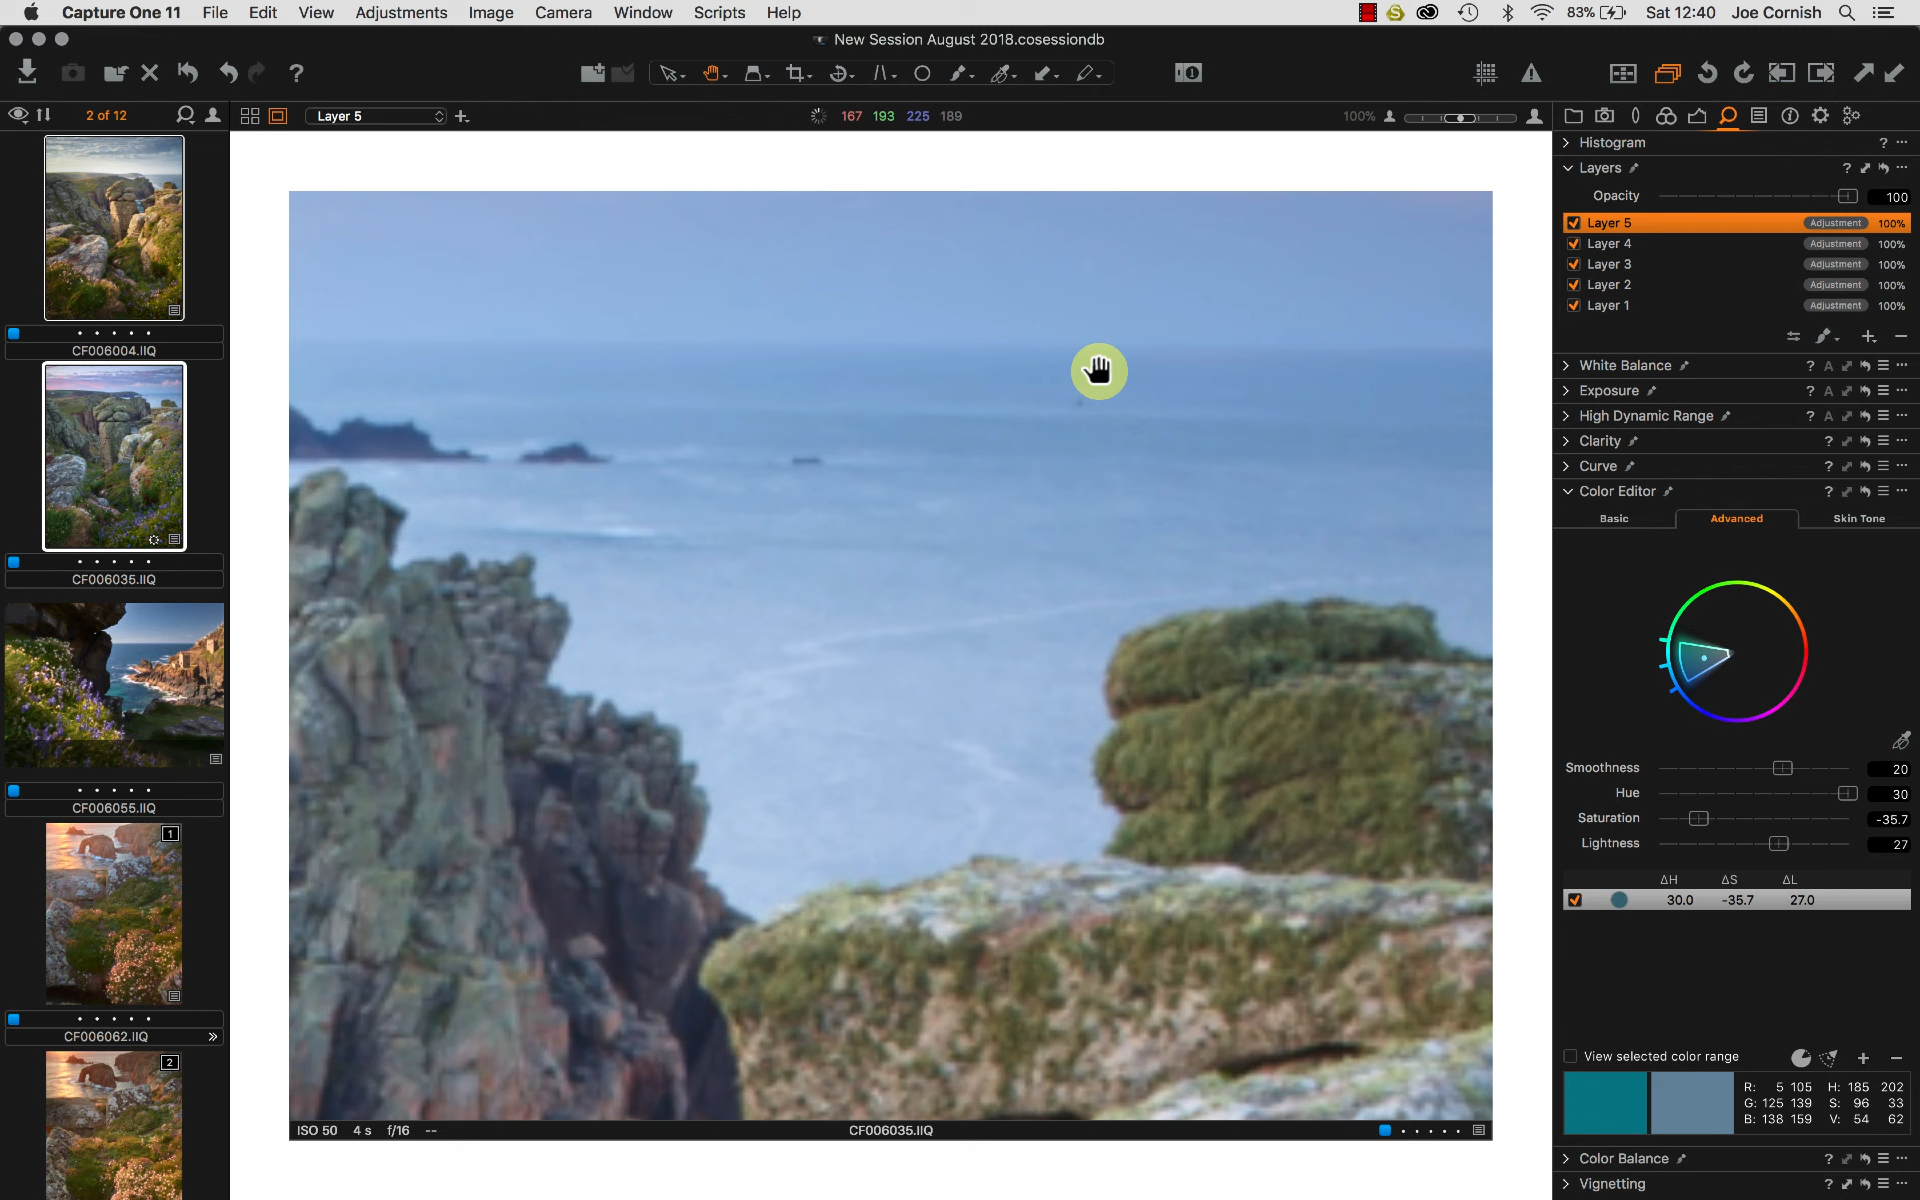 Capture One 11 File Edit View Adjustments Image Camera Window Scripts Help 83% Sat 12:40 Joe Cornish
New Session August 2018.cosessiondb
2 of 12 Layer 5 167 193 225 189 100%
Histogram ? ...
Layers ? ...
Opacity 100
Layer 5 Adjustment 100%
Layer 4 Adjustment 100%
Layer 3 Adjustment 100%
Layer 2 Adjustment 100%
Layer 1 Adjustment 100%
CF006004.IIQ
White Balance ? A ...
Exposure ? A ...
High Dynamic Range ? A ...
Clarity ? ...
Curve ? ...
Color Editor ? ...
Basic Advanced Skin Tone
CF006035.IIQ
Smoothness 20
Hue 30
Saturation -35.7
Lightness 27
CF006055.IIQ
1
ΔH ΔS ΔL
30.0 -35.7 27.0
CF006062.IIQ »
2
View selected color range
R: 5 105 H: 185 202
G: 125 139 S: 96 33
B: 138 159 V: 54 62
ISO 50 4 s f/16 -- CF006035.IIQ
Color Balance ? ...
Vignetting ? ...